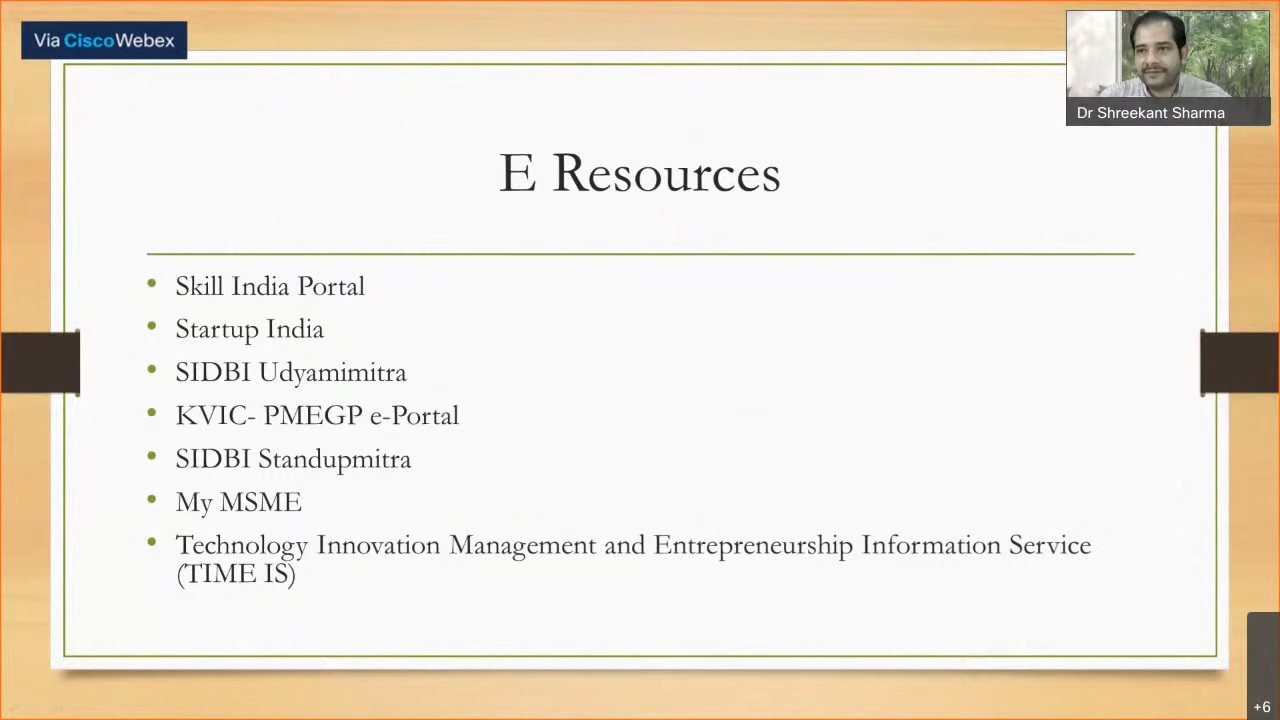 Via CiscoWebex
Dr Shreekant Sharma
E Resources
• Skill India Portal
• Startup India
• SIDBI Udyamimitra
• KVIC- PMEGP e-Portal
• SIDBI Standupmitra
• My MSME
• Technology Innovation Management and Entrepreneurship Information Service
(TIME IS)
+6